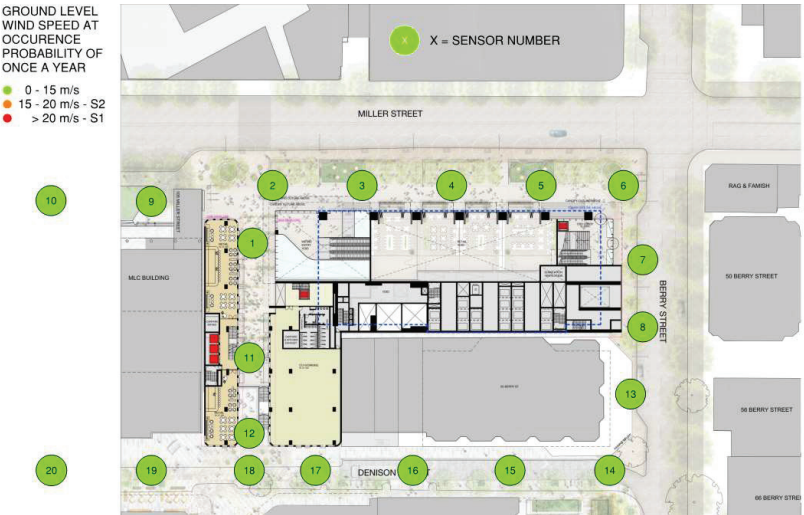 GROUND LEVEL
WIND SPEED AT
OCCURENCE
PROBABILITY OF
ONCE A YEAR
0 - 15 m/s
15 - 20 m/s - S2
> 20 m/s - S1
X
X = SENSOR NUMBER
MILLER STREET
2
3
4
5
6
10
9
RAG & FAMISH
1
7
MLC BUILDING
50 BERRY STREET
BERRY STREET
8
11
13
12
56 BERRY STREET
20
19
18
17
DENISON
16
15
14
66 BERRY STREE